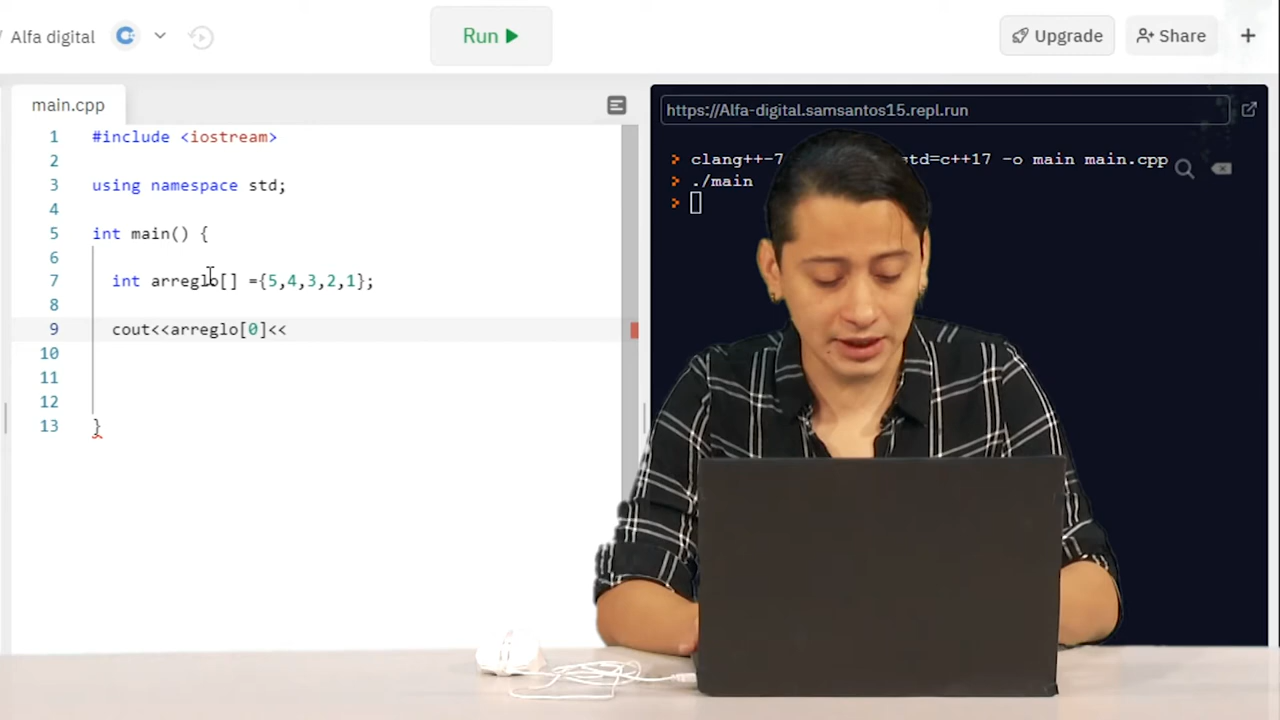 Alfa digital
Run
Upgrade
Share
main.cpp
1 #include <iostream>
2
3 using namespace std;
4
5 int main() {
6
7 int arreglo[] ={5,4,3,2,1};
8
9 cout<<arreglo[0]<<
10
11
12
13 }
https://Alfa-digital.samsantos15.repl.run
> clang++-7 td=c++17 -o main main.cpp
> ./main
>